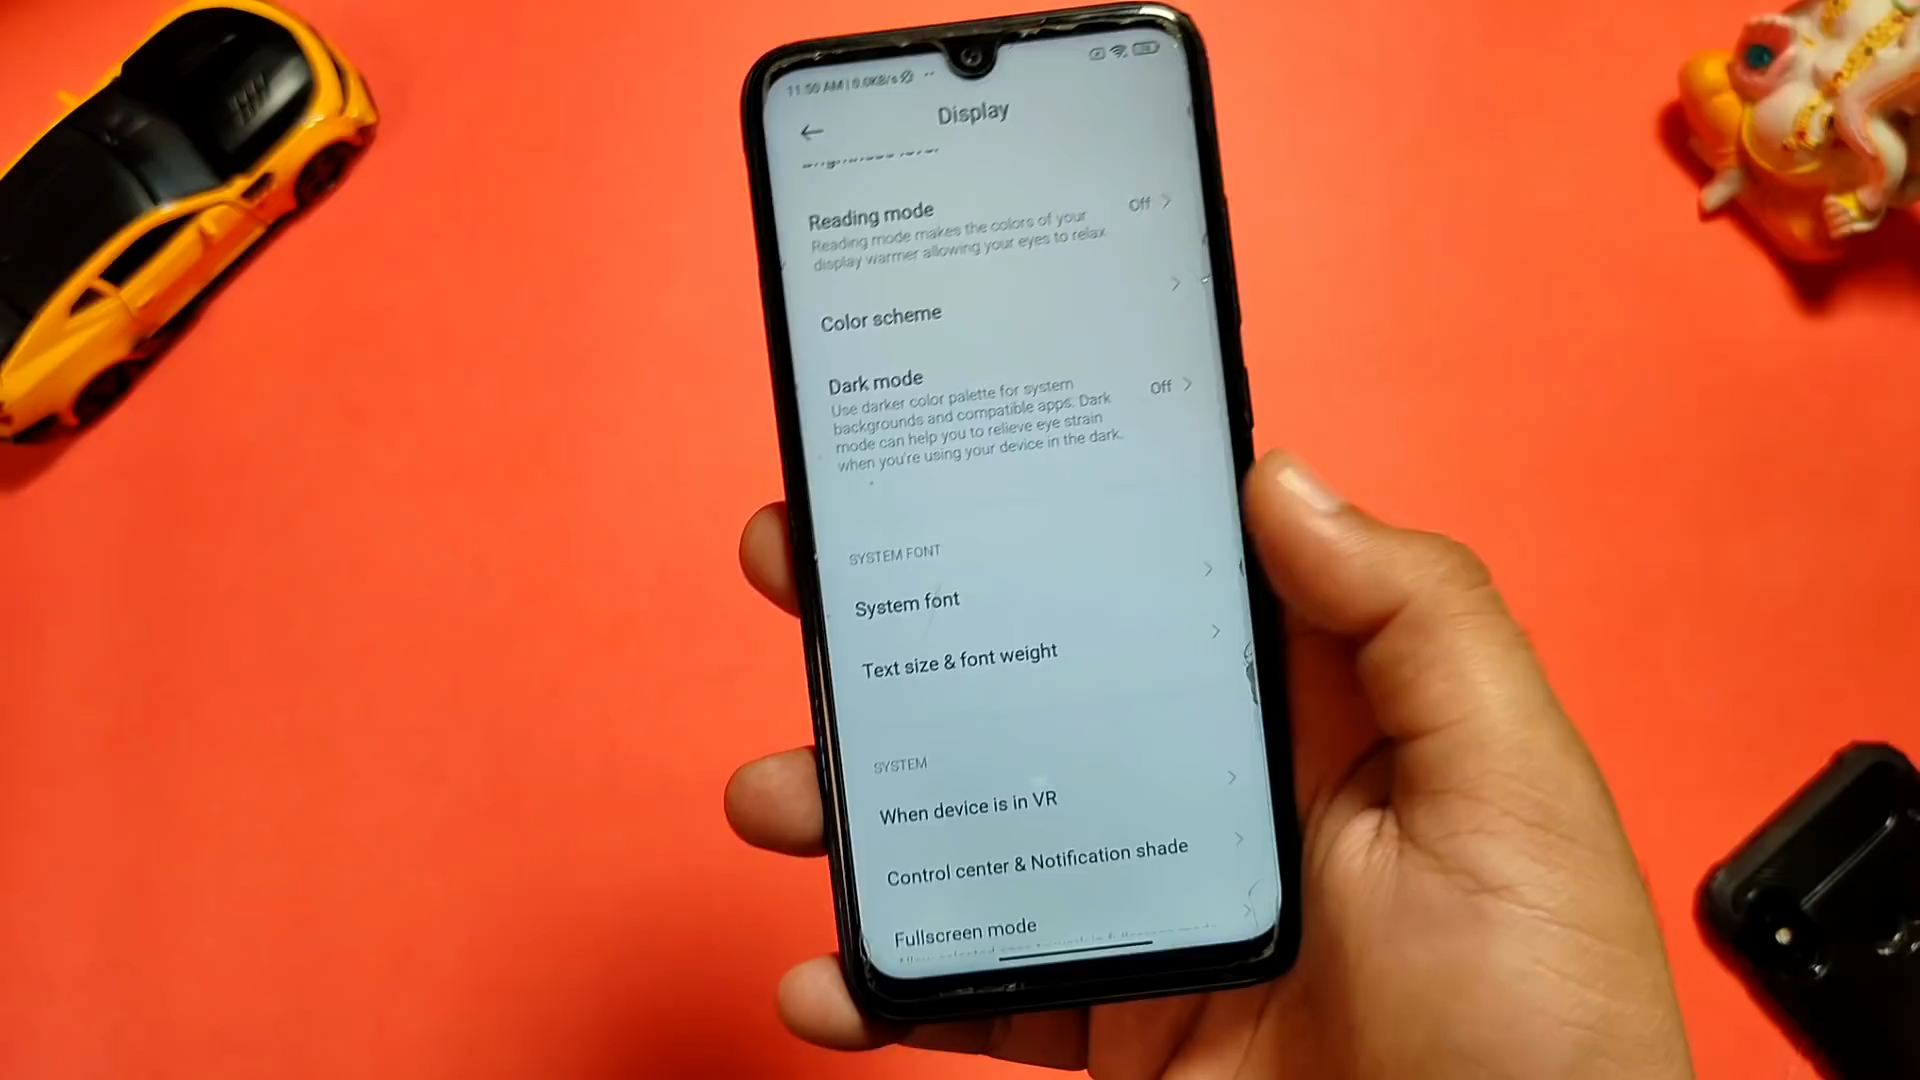 11:50 AM | 0.0KB/s
Display
Reading mode
Off
Reading mode makes the colors of your
display warmer allowing your eyes to relax
Color scheme
Dark mode
Off
Use darker color palette for system
backgrounds and compatible apps. Dark
mode can help you to relieve eye strain
when you're using your device in the dark.
SYSTEM FONT
System font
Text size & font weight
SYSTEM
When device is in VR
Control center & Notification shade
Fullscreen mode